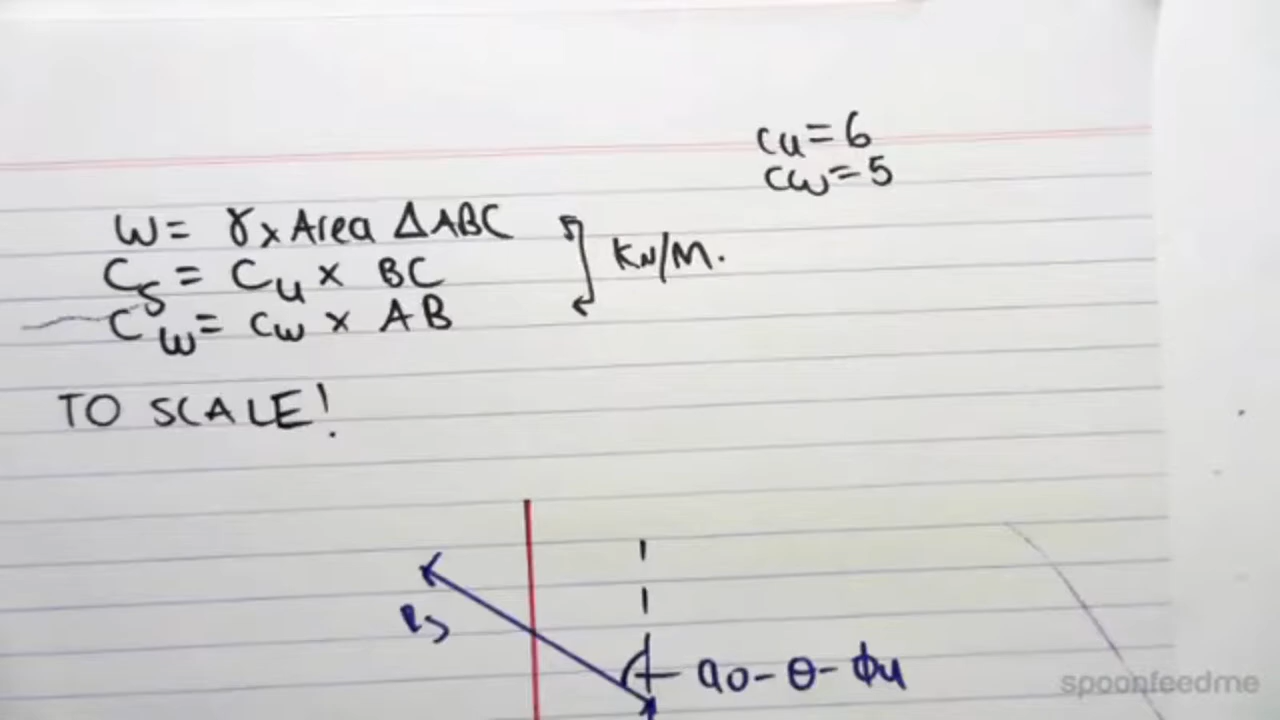 cu=6
cw=5
W= γ x Area ΔABC
Cs = Cu x BC
KN/M.
Cw= cw x AB
TO SCALE!
Rs
90-θ-ϕu
spoonfeedme